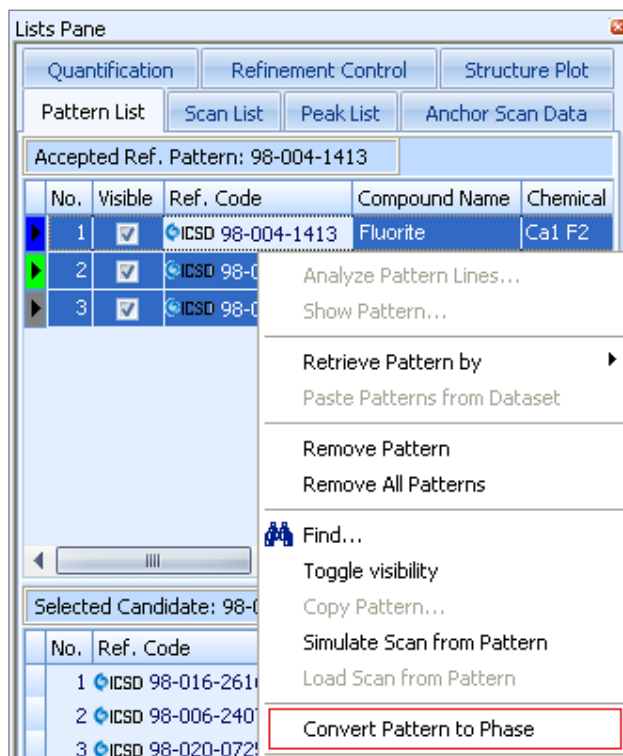 Lists Pane
Quantification Refinement Control Structure Plot
Pattern List Scan List Peak List Anchor Scan Data
Accepted Ref. Pattern: 98-004-1413
No. Visible Ref. Code Compound Name Chemical
1 ICSD 98-004-1413 Fluorite Ca1 F2
2 ICSD 98-0
3 ICSD 98-0
Analyze Pattern Lines...
Show Pattern...
Retrieve Pattern by
Paste Patterns from Dataset
Remove Pattern
Remove All Patterns
Find...
Toggle visibility
Copy Pattern...
Simulate Scan from Pattern
Load Scan from Pattern
Convert Pattern to Phase
Selected Candidate: 98-0
No. Ref. Code
1 ICSD 98-016-261
2 ICSD 98-006-240
3 ICSD 98-020-072